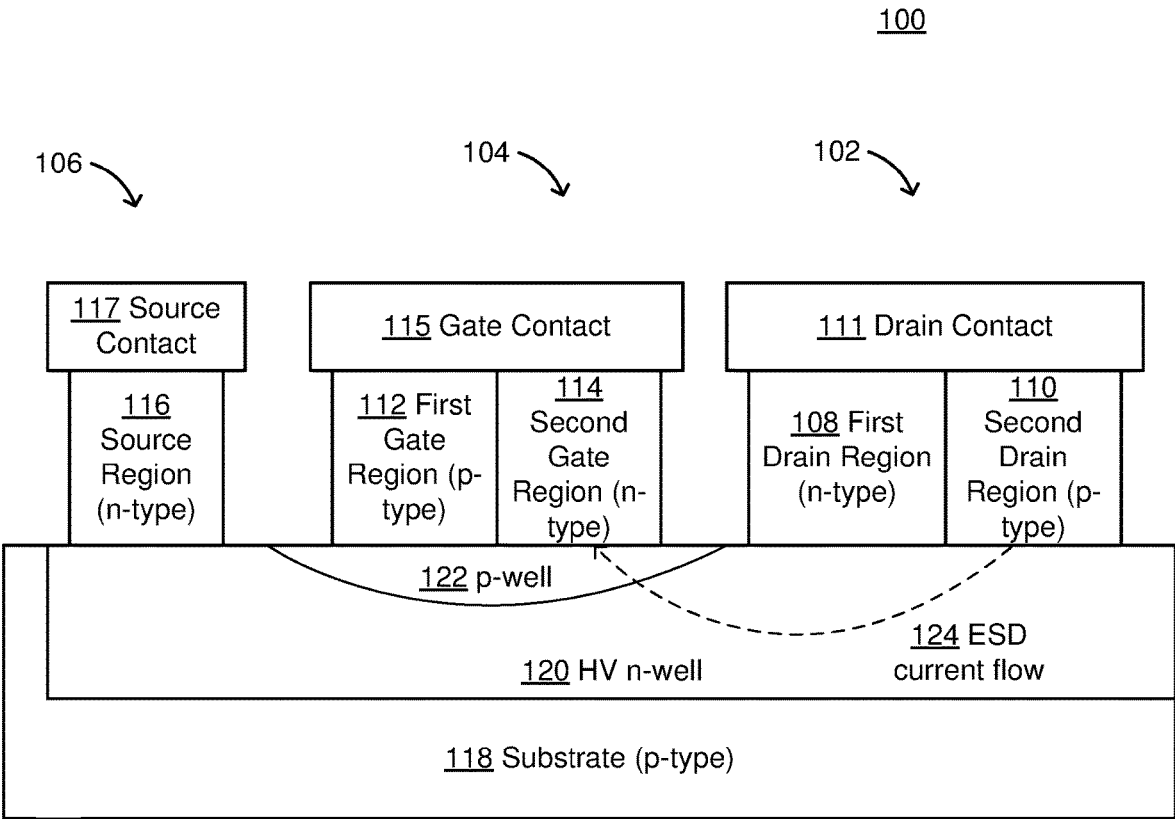 100
106
104
102
117 Source
Contact
115 Gate Contact
111 Drain Contact
116
Source
Region
(n-type)
112 First
Gate
Region (p-
type)
114
Second
Gate
Region (n-
type)
108 First
Drain Region
(n-type)
110
Second
Drain
Region (p-
type)
122 p-well
124 ESD
current flow
120 HV n-well
118 Substrate (p-type)